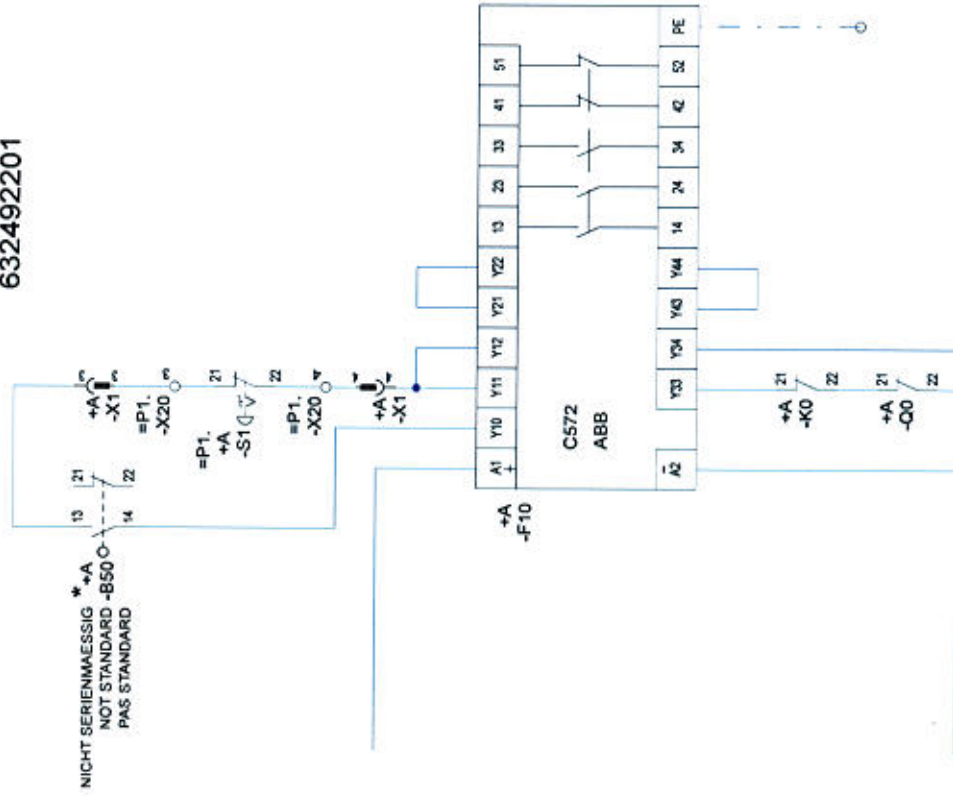 632492201
NICHT SERIENMAESSIG *
NOT STANDARD
PAS STANDARD
+A
-B50
13
14
21
22
+A
-X1
=P1.
-X20
=P1.
+A
-S1
21
22
=P1.
-X20
+A
-X1
+A
-F10
A1
+
Y10
Y11
Y12
Y21
Y22
13
23
33
41
51
C572
ABB
-
A2
Y33
Y34
Y43
Y44
14
24
34
42
52
PE
+A
-K0
21
22
+A
-Q0
21
22